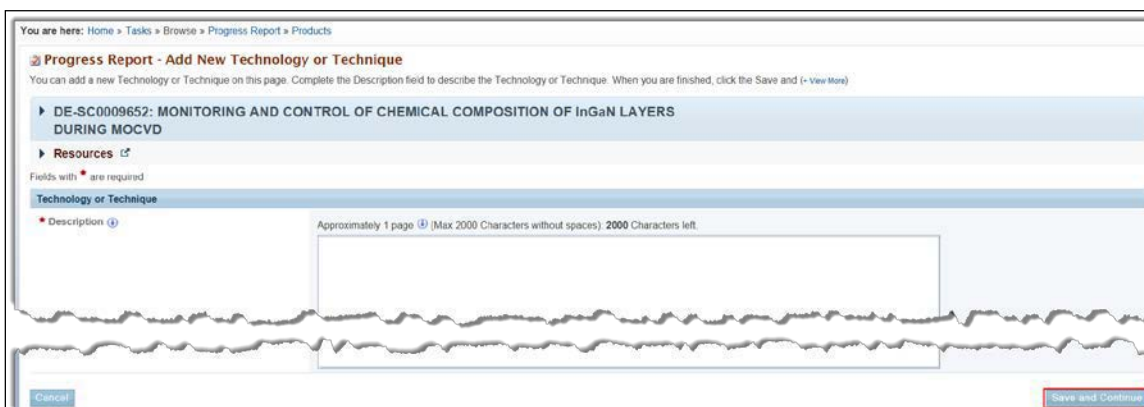 You are here: Home » Tasks » Browse » Progress Report » Products
Progress Report - Add New Technology or Technique
You can add a new Technology or Technique on this page. Complete the Description field to describe the Technology or Technique. When you are finished, click the Save and (+ View More)
DE-SC0009652: MONITORING AND CONTROL OF CHEMICAL COMPOSITION OF InGaN LAYERS
DURING MOCVD
Resources
Fields with * are required
Technology or Technique
* Description
Approximately 1 page (Max 2000 Characters without spaces): 2000 Characters left.
Cancel
Save and Continue